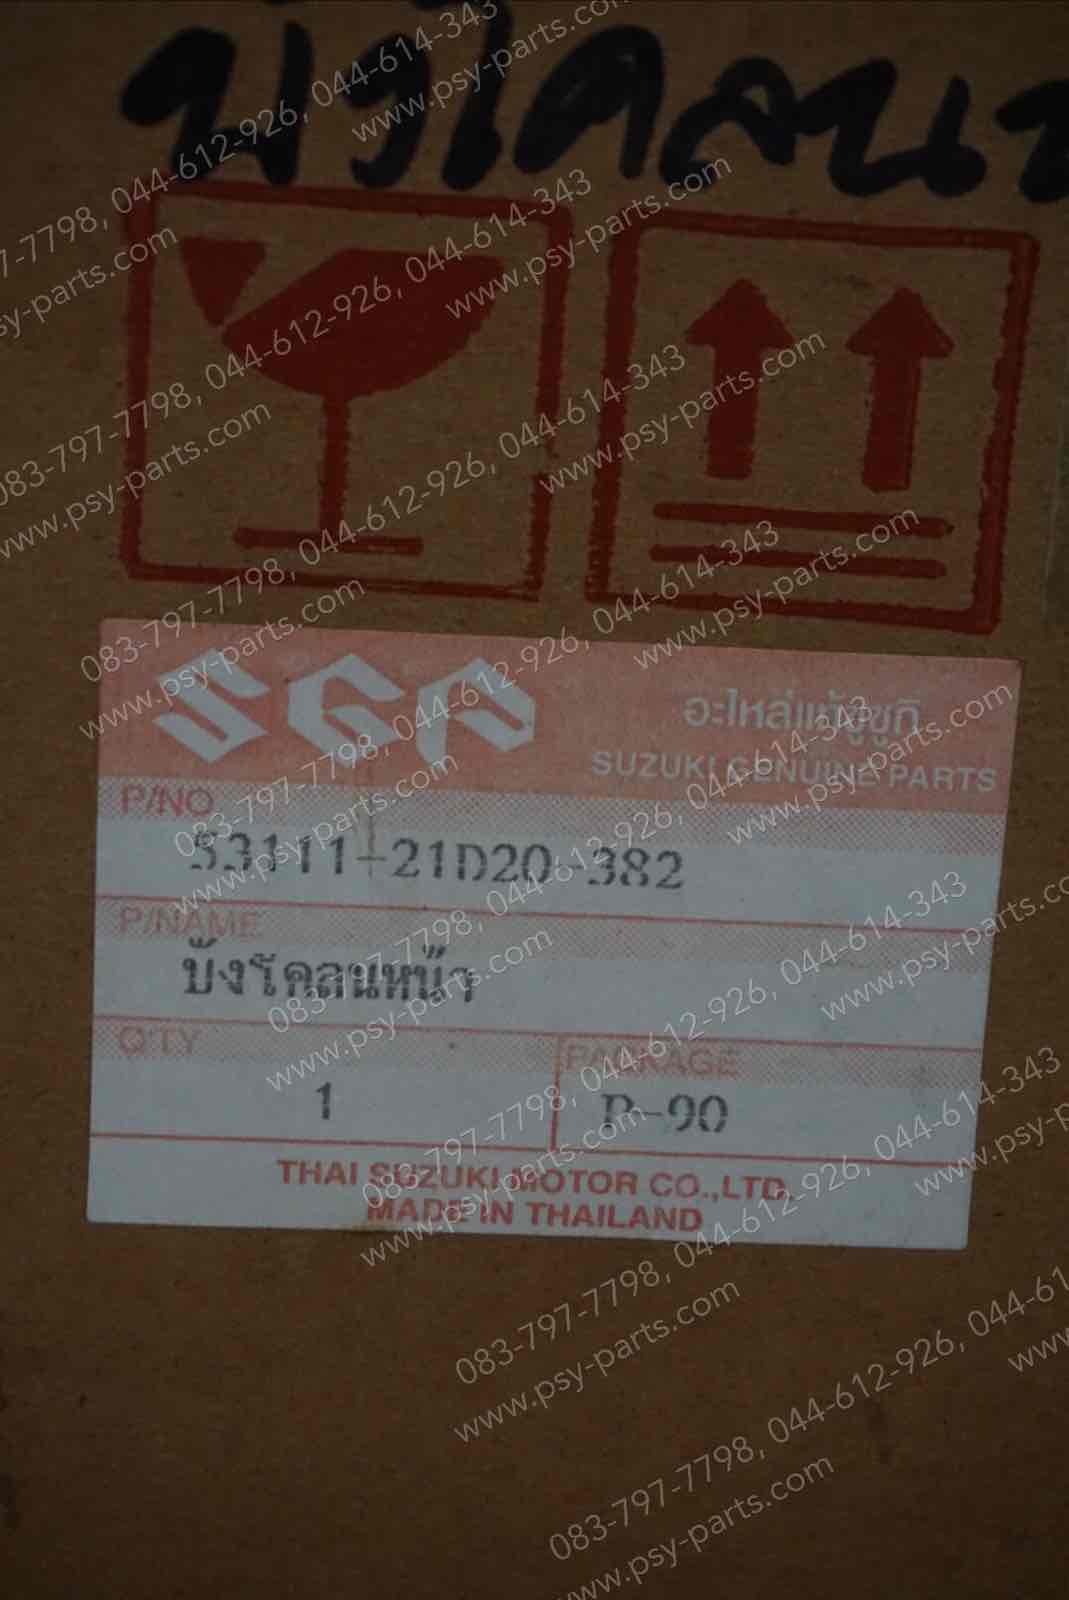 บังโคลนห
SGP
อะไหล่แท้ซูซูกิ
SUZUKI GENUINE PARTS
P/NO
53111-21D20-382
P/NAME
บังโคลนหน้า
Q'TY
1
PACKAGE
P-90
THAI SUZUKI MOTOR CO.,LTD.
MADE IN THAILAND
083-797-7798, 044-612-926, 044-614-343
www.psy-parts.com